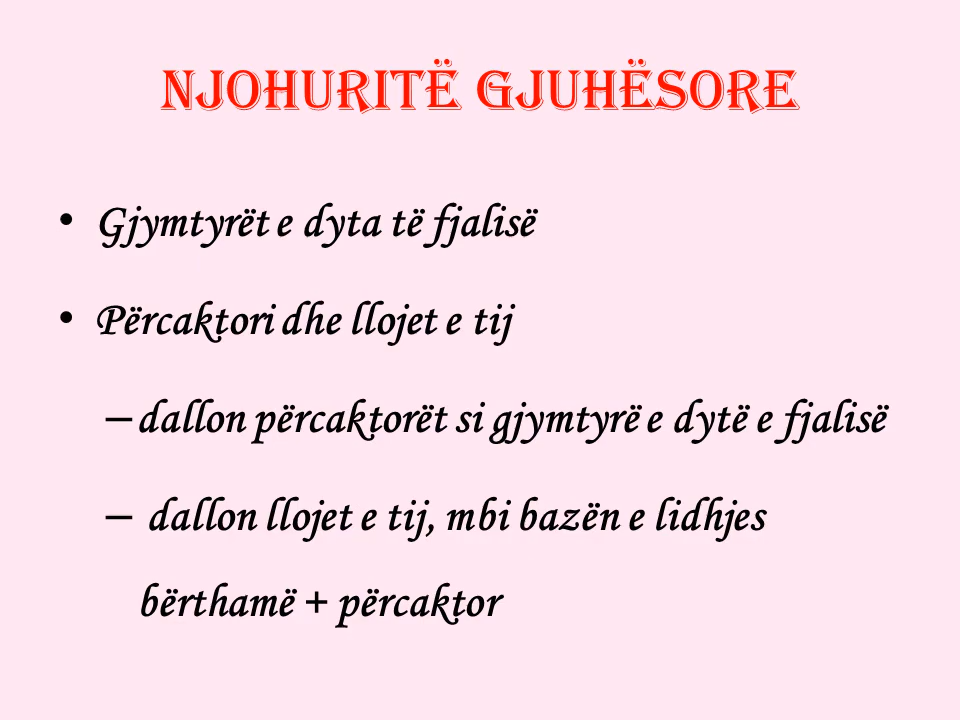 NJOHURITË GJUHËSORE
• Gjymtyrët e dyta të fjalisë
• Përcaktori dhe llojet e tij
– dallon përcaktorët si gjymtyrë e dytë e fjalisë
– dallon llojet e tij, mbi bazën e lidhjes
bërthamë + përcaktor